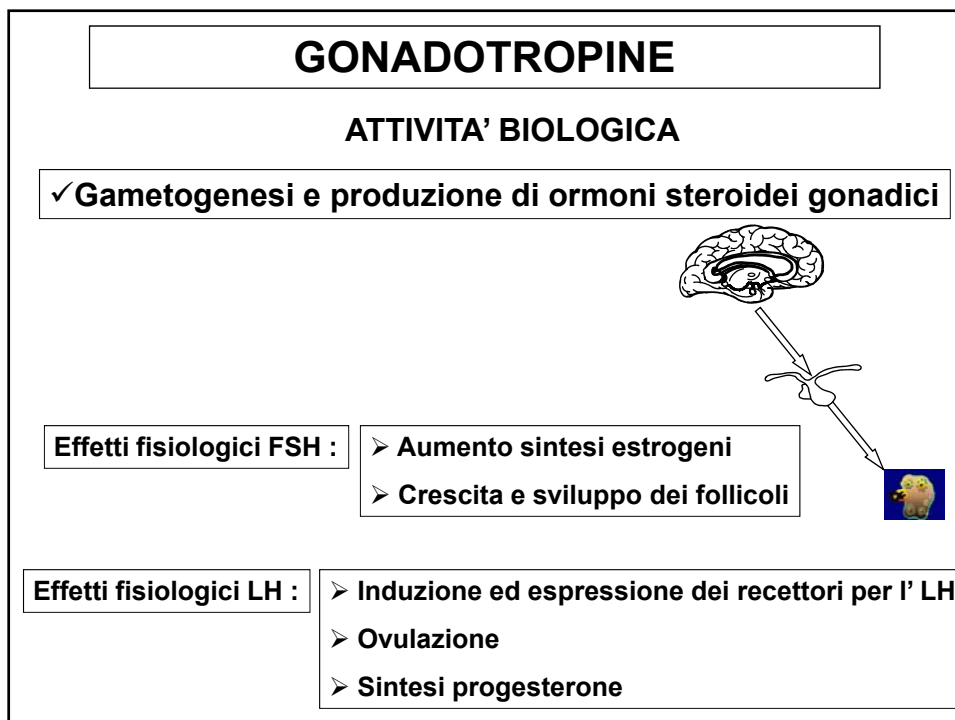 GONADOTROPINE
ATTIVITA' BIOLOGICA
✓Gametogenesi e produzione di ormoni steroidei gonadici
Effetti fisiologici FSH :
➢ Aumento sintesi estrogeni
➢ Crescita e sviluppo dei follicoli
Effetti fisiologici LH :
➢ Induzione ed espressione dei recettori per l' LH
➢ Ovulazione
➢ Sintesi progesterone